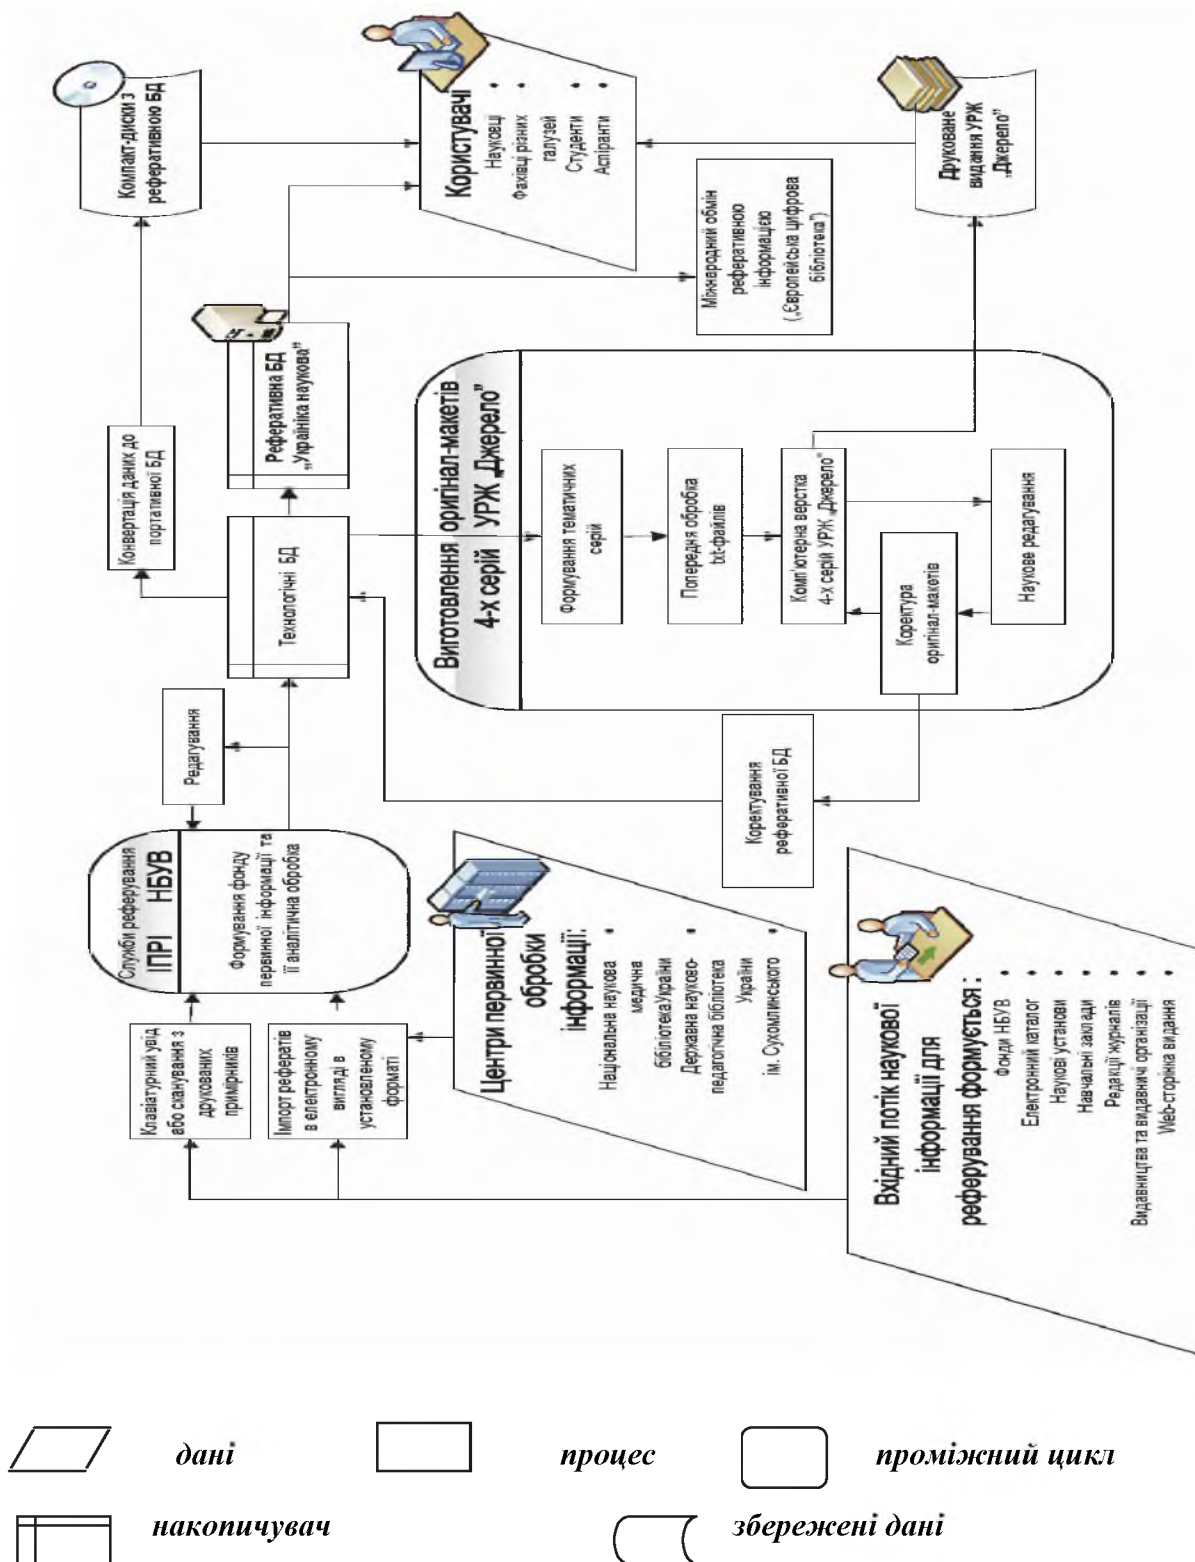 Компакт-диски з
реферативною БД
Користувачі
Науковці
Фахівці різних
галузей
Студенти
Аспіранти
Друковане
видання УРЖ
„Джерело”
Конвертація даних до
портативної БД
Реферативна БД
„Україніка наукова”
Міжнародний обмін
реферативною
інформацією
(„Європейська цифрова
бібліотека”)
Технологічні БД
Виготовлення оригінал-макетів
4-х серій УРЖ „Джерело”
Формування тематичних
серій
Попередня обробка
txt-файлів
Комп'ютерна верстка
4-х серій УРЖ „Джерело”
Коректура
оригінал-макетів
Наукове редагування
Редагування
Коректування
реферативної БД
Служби реферування
ІПРІ НБУВ
Формування фонду
первинної інформації та
її аналітична обробка
Клавіатурний увід
або сканування з
друкованих
примірників
Імпорт рефератів
в електронному
вигляді в
установленому
форматі
Центри первинної
обробки
інформації:
Національна наукова
медична
бібліотека України
Державна науково-
педагогічна бібліотека
України
ім. Сухомлинського
Вхідний потік наукової
інформації для
реферування формується :
Фонди НБУВ
Електронний каталог
Наукові установи
Навчальні заклади
Редакції журналів
Видавництва та видавничі організації
Web-сторінка видання
дані
процес
проміжний цикл
накопичувач
збережені дані